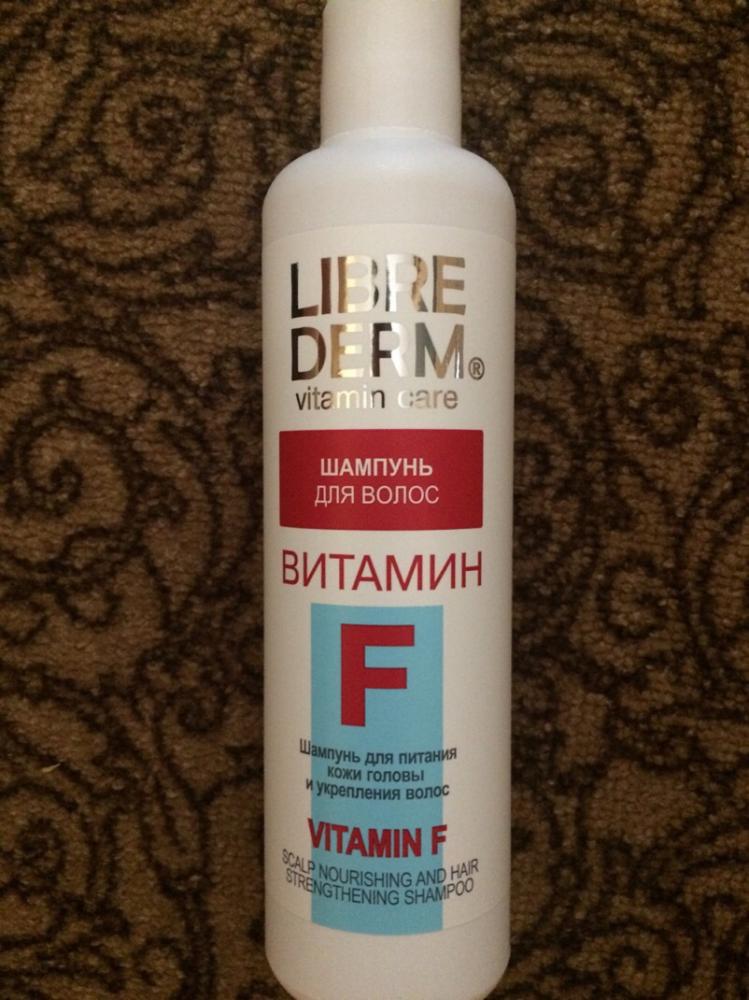 LIBRE
DERM®
vitamin care
ШАМПУНЬ
ДЛЯ ВОЛОС
ВИТАМИН
F
Шампунь для питания
кожи головы
и укрепления волос
VITAMIN F
SCALP NOURISHING AND HAIR
STRENGTHENING SHAMPOO